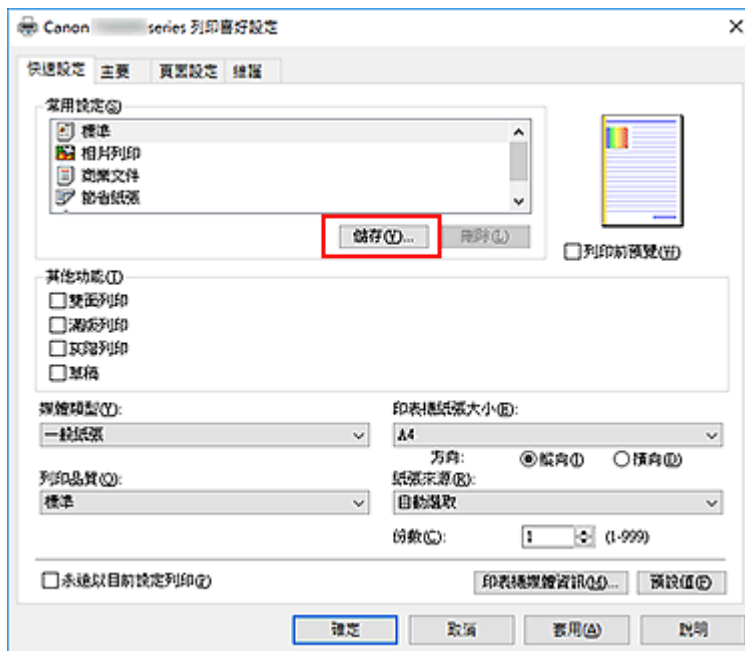 Canon series 列印喜好設定
快速設定 主要 頁面設定 維護
常用設定(S)
標準
相片列印
商業文件
節省紙張
儲存(Y)... 刪除(L)
列印前預覽(W)
其他功能(T)
雙面列印
滿版列印
灰階列印
草稿
媒體類型(Y):
一般紙張
印表機紙張大小(E):
A4
方向: 縱向(I) 橫向(D)
列印品質(Q):
標準
紙張來源(R):
自動選取
份數(C): 1 (1-999)
永遠以目前設定列印(Z)
印表機媒體資訊(M)... 預設值(F)
確定 取消 套用(A) 說明